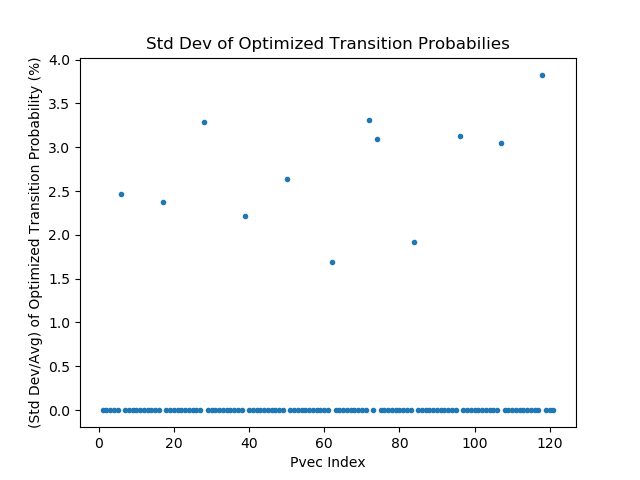 Std Dev of Optimized Transition Probabilies
(Std Dev/Avg) of Optimized Transition Probability (%)
4.0
3.5
3.0
2.5
2.0
1.5
1.0
0.5
0.0
0 20 40 60 80 100 120
Pvec Index